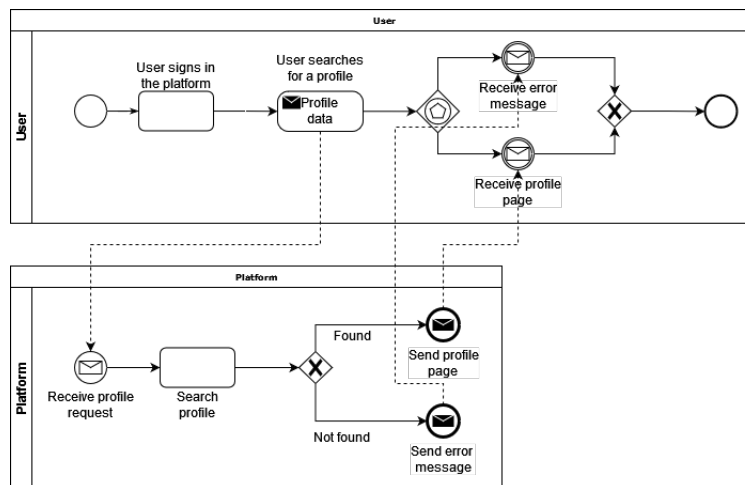 User
User
User signs in
the platform
User searches
for a profile
Profile
data
Receive error
message
Receive profile
page
Platform
Platform
Receive profile
request
Search
profile
Found
Not found
Send profile
page
Send error
message